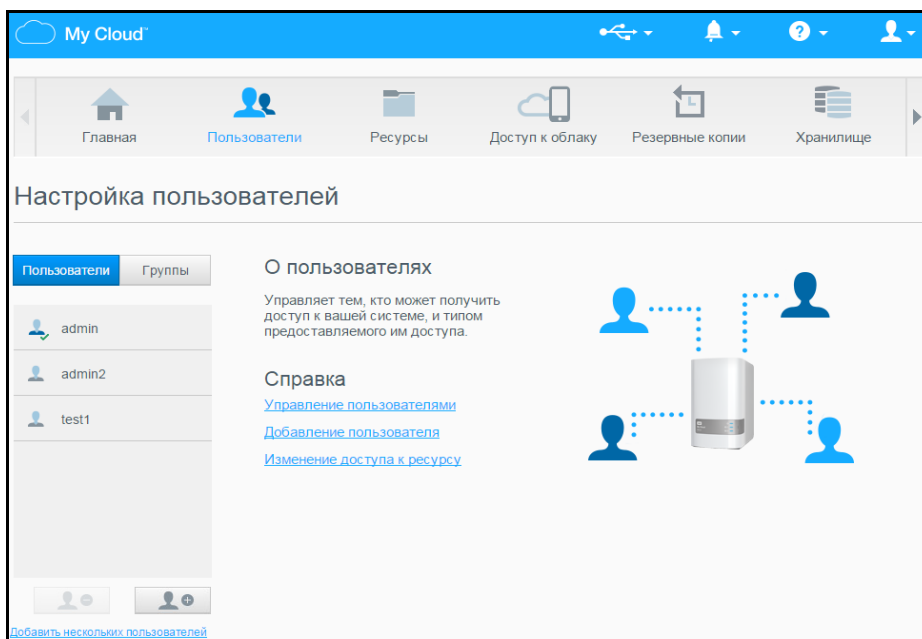 My Cloud™
Главная
Пользователи
Ресурсы
Доступ к облаку
Резервные копии
Хранилище
Настройка пользователей
Пользователи
Группы
admin
admin2
test1
Добавить нескольких пользователей
О пользователях
Управляет тем, кто может получить
доступ к вашей системе, и типом
предоставляемого им доступа.
Справка
Управление пользователями
Добавление пользователя
Изменение доступа к ресурсу